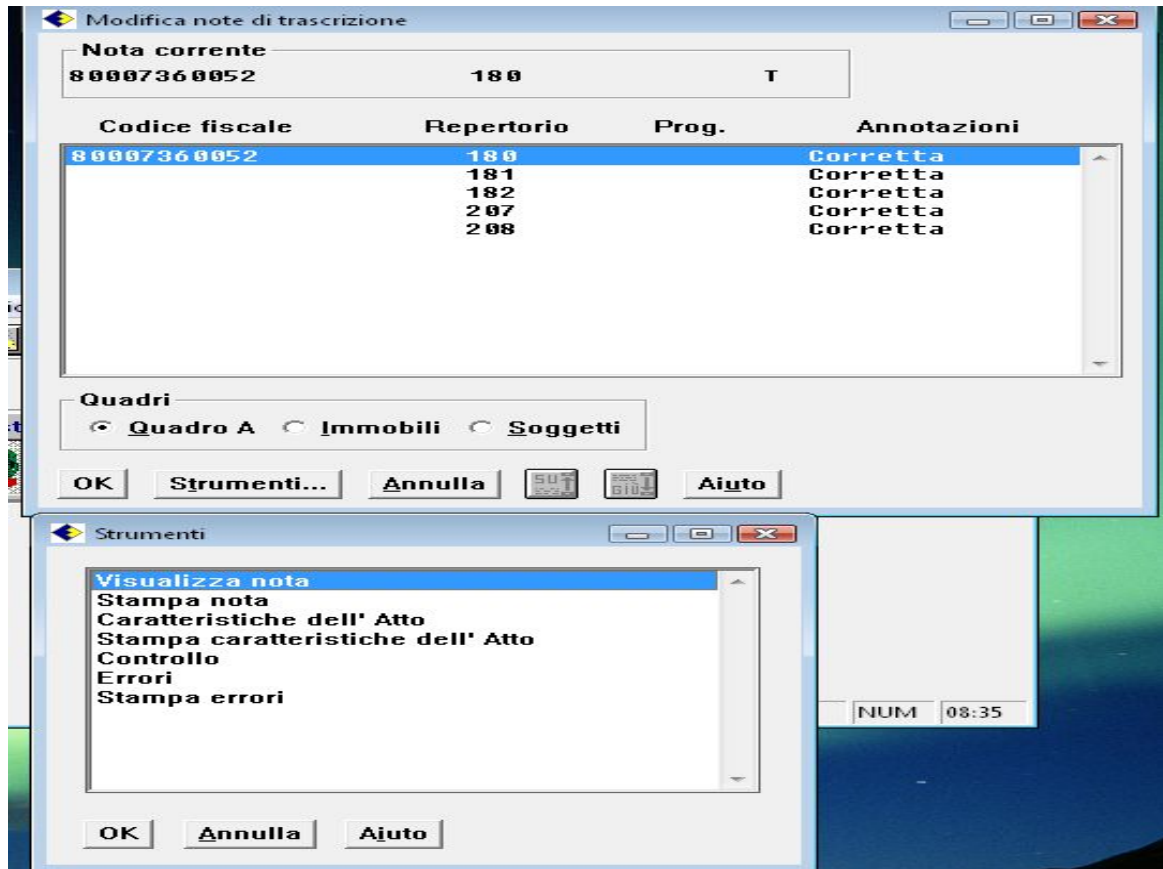 Modifica note di trascrizione
Nota corrente
80007360052 180 T
Codice fiscale Repertorio Prog. Annotazioni
80007360052 180 Corretta
181 Corretta
182 Corretta
207 Corretta
208 Corretta
Quadri
Quadro A Immobili Soggetti
OK Strumenti... Annulla SU GIÙ Aiuto
Strumenti
Visualizza nota
Stampa nota
Caratteristiche dell' Atto
Stampa caratteristiche dell' Atto
Controllo
Errori
Stampa errori
NUM 08:35
OK Annulla Aiuto